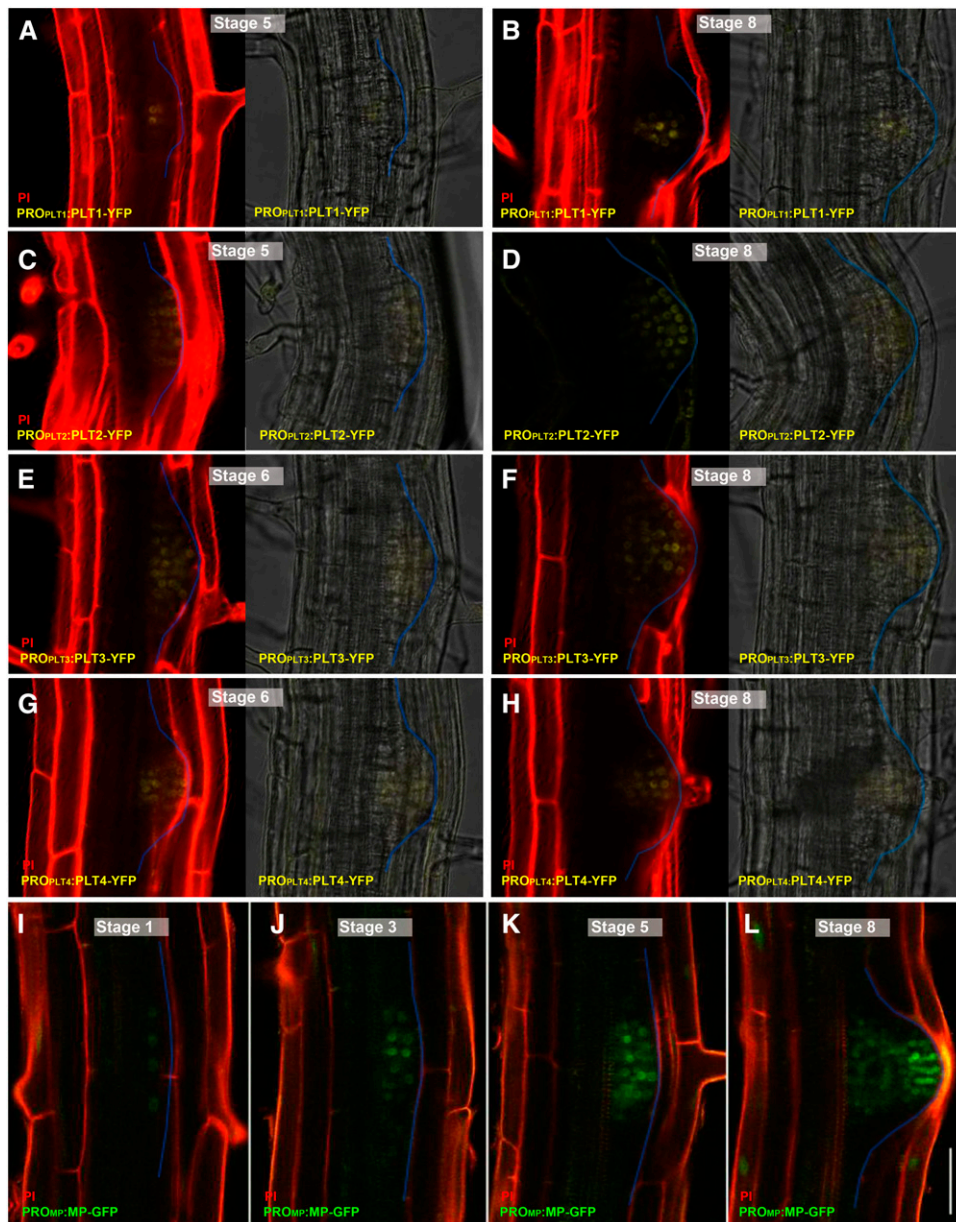 A
Stage 5
PI
PROPLT1:PLT1-YFP
PROPLT1:PLT1-YFP
B
Stage 8
PI
PROPLT1:PLT1-YFP
PROPLT1:PLT1-YFP
C
Stage 5
PI
PROPLT2:PLT2-YFP
PROPLT2:PLT2-YFP
D
Stage 8
PROPLT2:PLT2-YFP
PROPLT2:PLT2-YFP
E
Stage 6
PI
PROPLT3:PLT3-YFP
PROPLT3:PLT3-YFP
F
Stage 8
PI
PROPLT3:PLT3-YFP
PROPLT3:PLT3-YFP
G
Stage 6
PI
PROPLT4:PLT4-YFP
PROPLT4:PLT4-YFP
H
Stage 8
PI
PROPLT4:PLT4-YFP
PROPLT4:PLT4-YFP
I
Stage 1
PI
PROMP:MP-GFP
J
Stage 3
PI
PROMP:MP-GFP
K
Stage 5
PI
PROMP:MP-GFP
L
Stage 8
PI
PROMP:MP-GFP